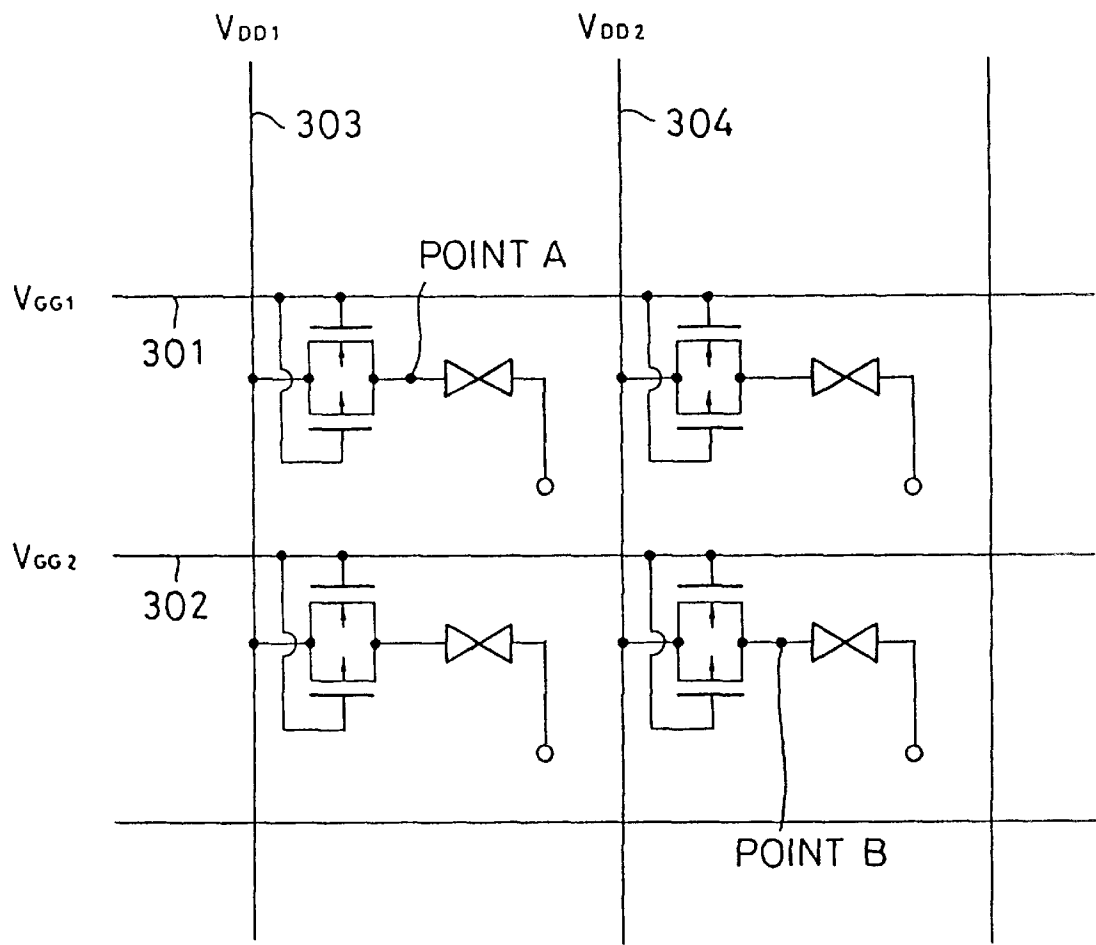 VDD1 VDD2
303 304
POINT A
VGG1
301
VGG2
302
POINT B